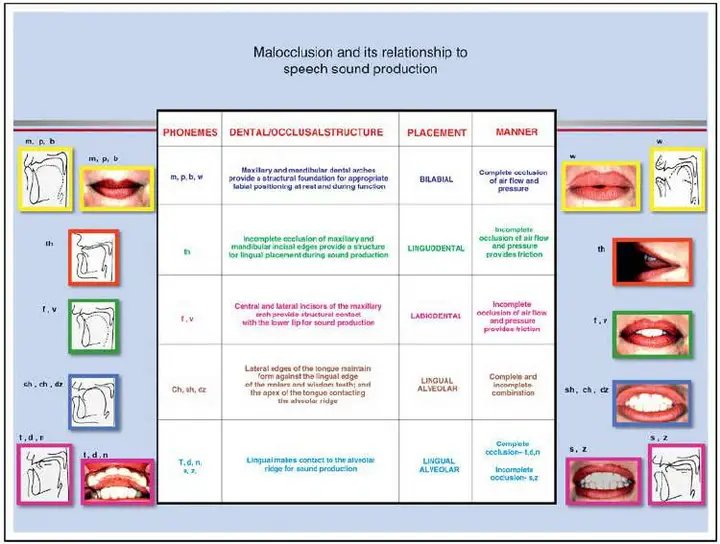 Malocclusion and its relationship to
speech sound production
PHONEMES
DENTAL/OCCLUSALSTRUCTURE
PLACEMENT
MANNER
m, p, b, w
Maxillary and mandibular dental arches
provide a structural foundation for appropriate
labial positioning at rest and during function
BILABIAL
Complete occlusion
of air flow and
pressure
th
Incomplete occlusion of maxillary and
mandibular incisal edges provide a structure
for lingual placement during sound production
LINGUODENTAL
Incomplete
occlusion of air flow
and pressure
provides friction
f, v
Central and lateral incisors of the maxillary
arch provide structural contact
with the lower lip for sound production
LABIODENTAL
Incomplete
occlusion of air flow
and pressure
provides friction
Ch, sh, dz
Lateral edges of the tongue maintain
form against the lingual edge
of the molars and wisdom teeth; and
the apex of the tongue contacting
the alveolar ridge
LINGUAL
ALVEOLAR
Complete and
incomplete
combination
T, d, n,
s, z,
Lingual makes contact to the alveolar
ridge for sound production
LINGUAL
ALVEOLAR
Complete
occlusion- t,d,n
Incomplete
occlusion- s,z
m, p, b
m, p, b
th
f, v
sh, ch, dz
t, d, n
t, d, n
w
w
th
f, v
sh, ch, dz
s, z
s, z